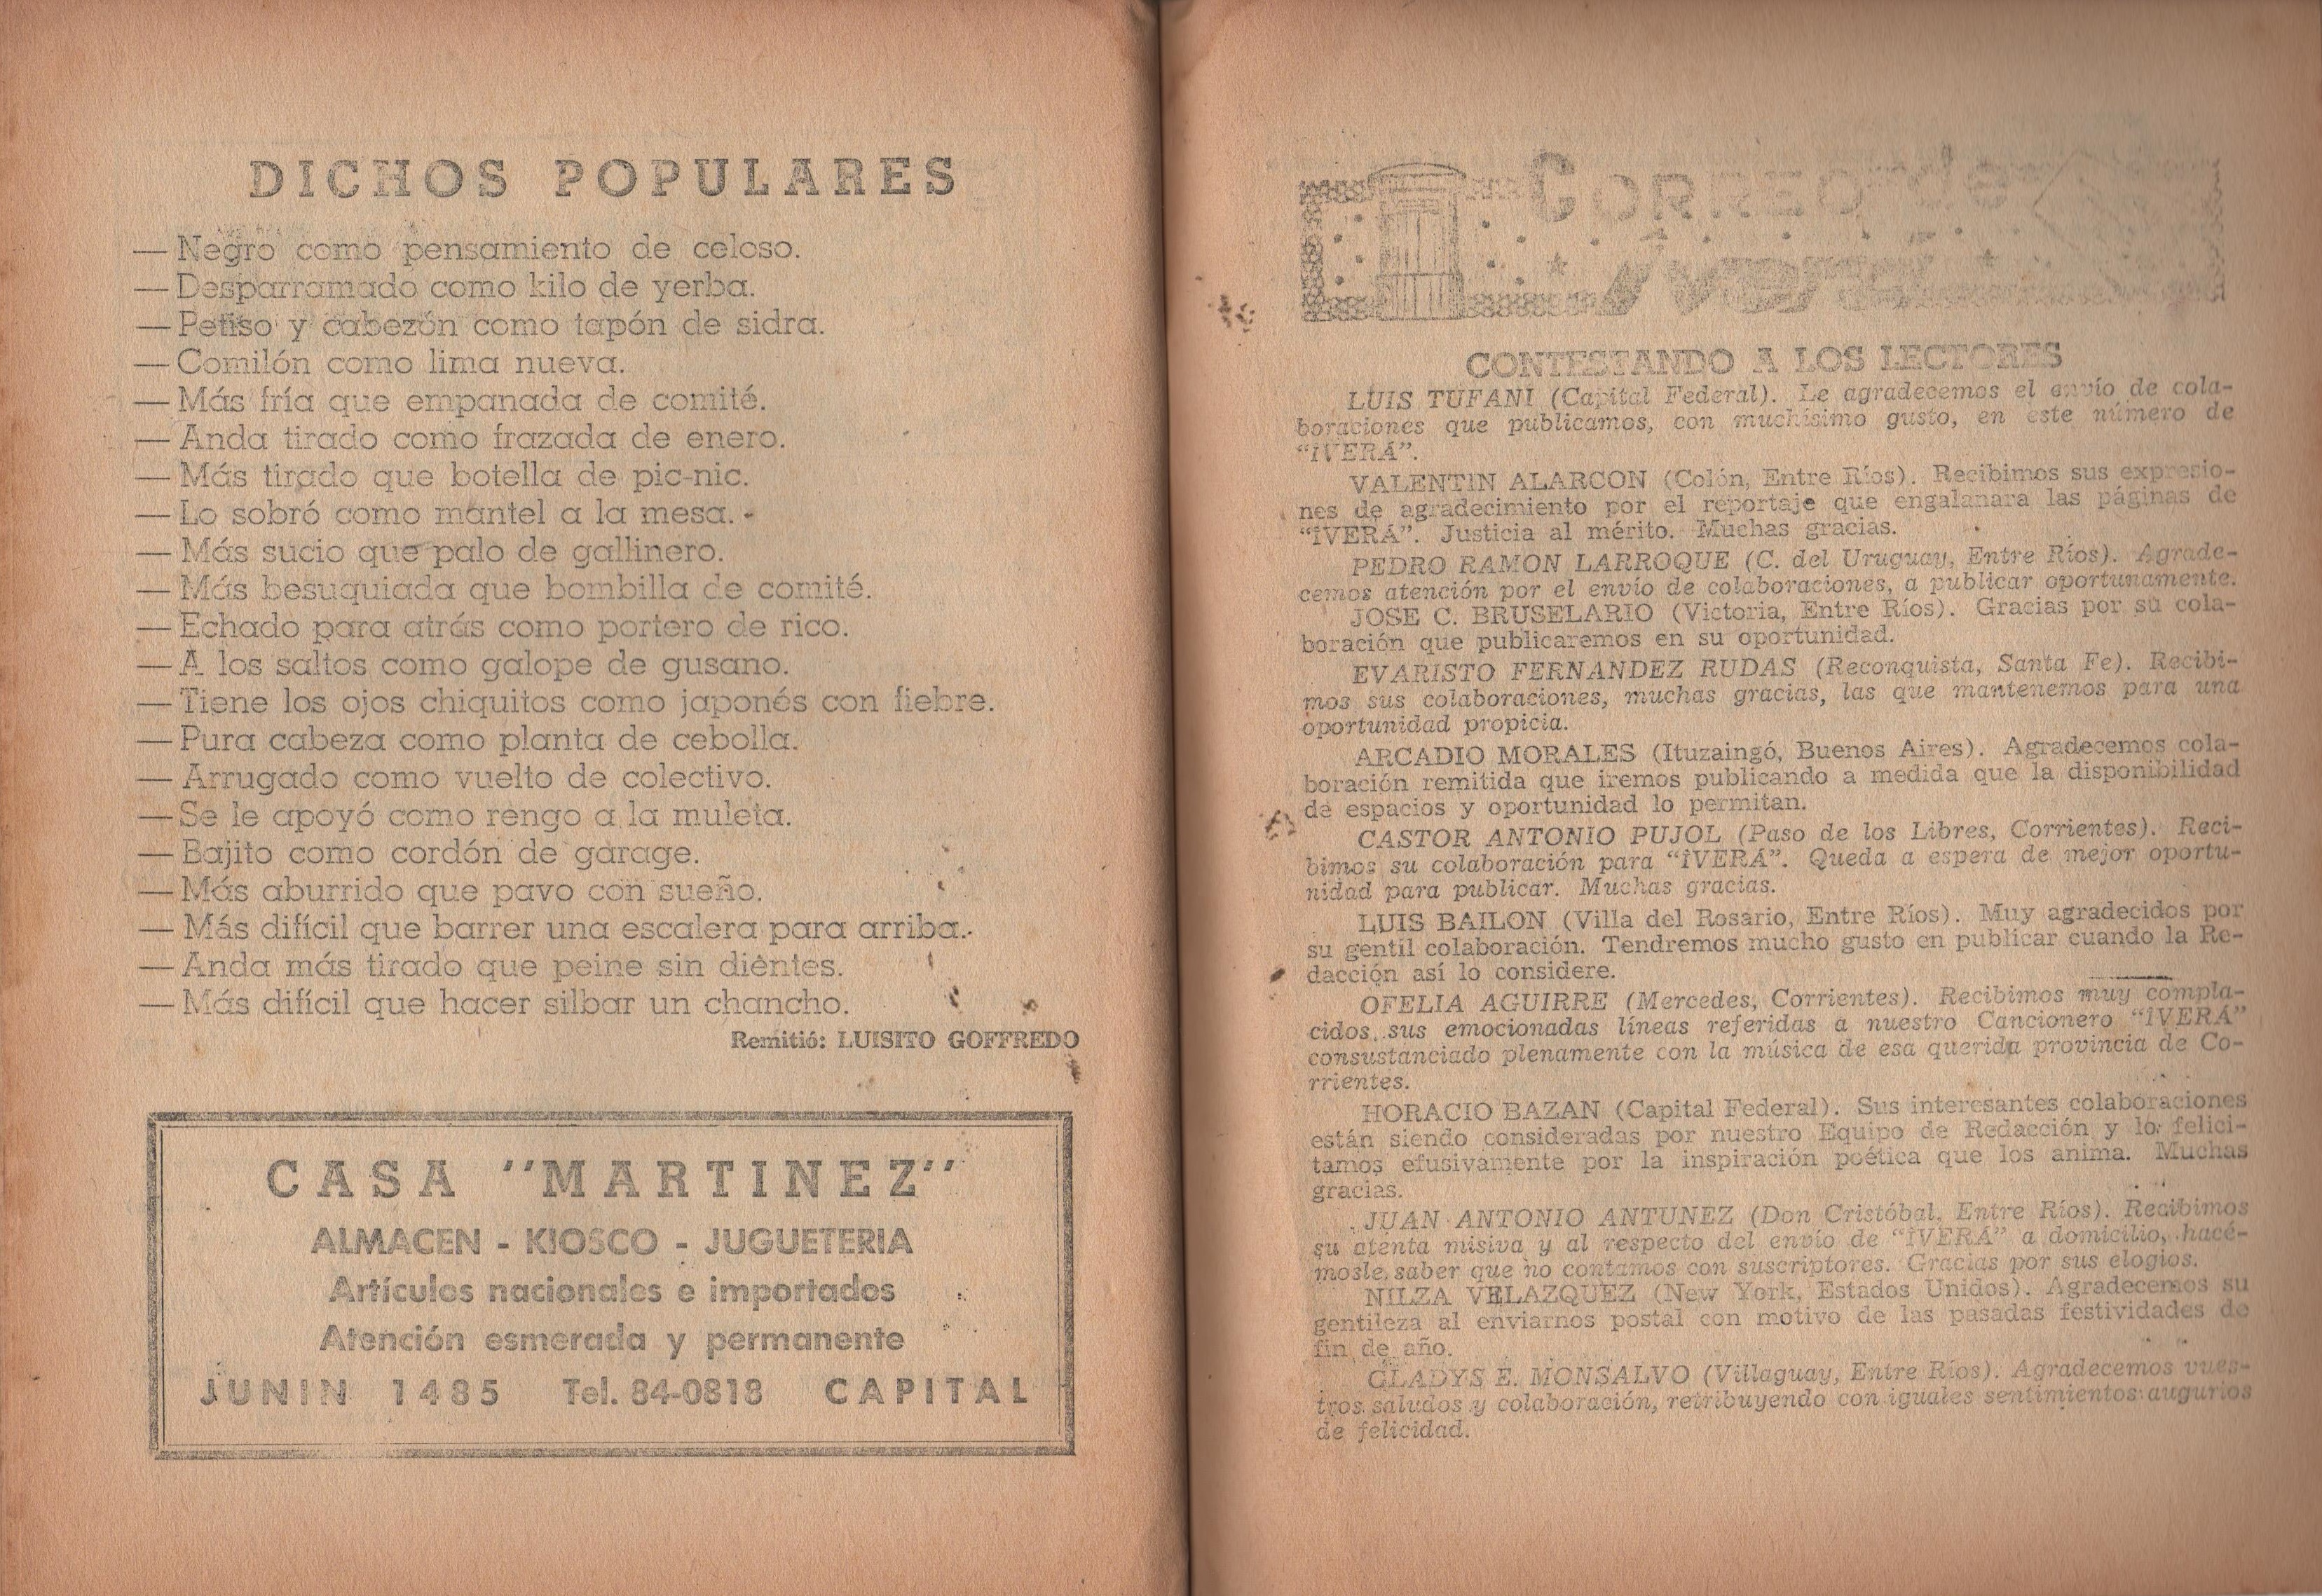 DICHOS POPULARES
— Negro como pensamiento de celoso.
— Desparramado como kilo de yerba.
— Petiso y cabezón como tapón de sidra.
— Comilón como lima nueva.
— Más fría que empanada de comité.
— Anda tirado como frazada de enero.
— Más tirado que botella de pic-nic.
— Lo sobró como mantel a la mesa.
— Más sucio que palo de gallinero.
— Más besuquiada que bombilla de comité.
— Echado para atrás como portero de rico.
— A los saltos como galope de gusano.
— Tiene los ojos chiquitos como japonés con fiebre.
— Pura cabeza como planta de cebolla.
— Arrugado como vuelto de colectivo.
— Se le apoyó como rengo a la muleta.
— Bajito como cordón de garage.
— Más aburrido que pavo con sueño.
— Más difícil que barrer una escalera para arriba.
— Anda más tirado que peine sin dientes.
— Más difícil que hacer silbar un chancho.
Remitió: LUISITO GOFFREDO
CASA "MARTINEZ"
ALMACEN - KIOSCO - JUGUETERIA
Artículos nacionales e importados
Atención esmerada y permanente
JUNIN 1485 Tel. 84-0818 CAPITAL
CORREO de
ïverá
CONTESTANDO A LOS LECTORES
LUIS TUFANI (Capital Federal). Le agradecemos el envío de cola-
boraciones que publicamos, con muchísimo gusto, en este número de
"ÏVERÁ".
VALENTIN ALARCON (Colón, Entre Ríos). Recibimos sus expresio-
nes de agradecimiento por el reportaje que engalanara las páginas de
"ÏVERÁ". Justicia al mérito. Muchas gracias.
PEDRO RAMON LARROQUE (C. del Uruguay, Entre Ríos). Agrade-
cemos atención por el envío de colaboraciones, a publicar oportunamente.
JOSE C. BRUSELARIO (Victoria, Entre Ríos). Gracias por su cola-
boración que publicaremos en su oportunidad.
EVARISTO FERNANDEZ RUDAS (Reconquista, Santa Fe). Recibi-
mos sus colaboraciones, muchas gracias, las que mantenemos para una
oportunidad propicia.
ARCADIO MORALES (Ituzaingó, Buenos Aires). Agradecemos cola-
boración remitida que iremos publicando a medida que la disponibilidad
de espacios y oportunidad lo permitan.
CASTOR ANTONIO PUJOL (Paso de los Libres, Corrientes). Reci-
bimos su colaboración para "ÏVERÁ". Queda a espera de mejor oportu-
nidad para publicar. Muchas gracias.
LUIS BAILON (Villa del Rosario, Entre Ríos). Muy agradecidos por
su gentil colaboración. Tendremos mucho gusto en publicar cuando la Re-
dacción así lo considere.
OFELIA AGUIRRE (Mercedes, Corrientes). Recibimos muy compla-
cidos sus emocionadas líneas referidas a nuestro Cancionero "ÏVERÁ"
consustanciado plenamente con la música de esa querida provincia de Co-
rrientes.
HORACIO BAZAN (Capital Federal). Sus interesantes colaboraciones
están siendo consideradas por nuestro Equipo de Redacción y lo felici-
tamos efusivamente por la inspiración poética que los anima. Muchas
gracias.
JUAN ANTONIO ANTUNEZ (Don Cristóbal, Entre Ríos). Recibimos
su atenta misiva y al respecto del envío de "ÏVERÁ" a domicilio, hacé-
mosle saber que no contamos con suscriptores. Gracias por sus elogios.
NILZA VELAZQUEZ (New York, Estados Unidos). Agradecemos su
gentileza al enviarnos postal con motivo de las pasadas festividades de
fin de año.
GLADYS E. MONSALVO (Villaguay, Entre Ríos). Agradecemos vues-
tros saludos y colaboración, retribuyendo con iguales sentimientos augurios
de felicidad.